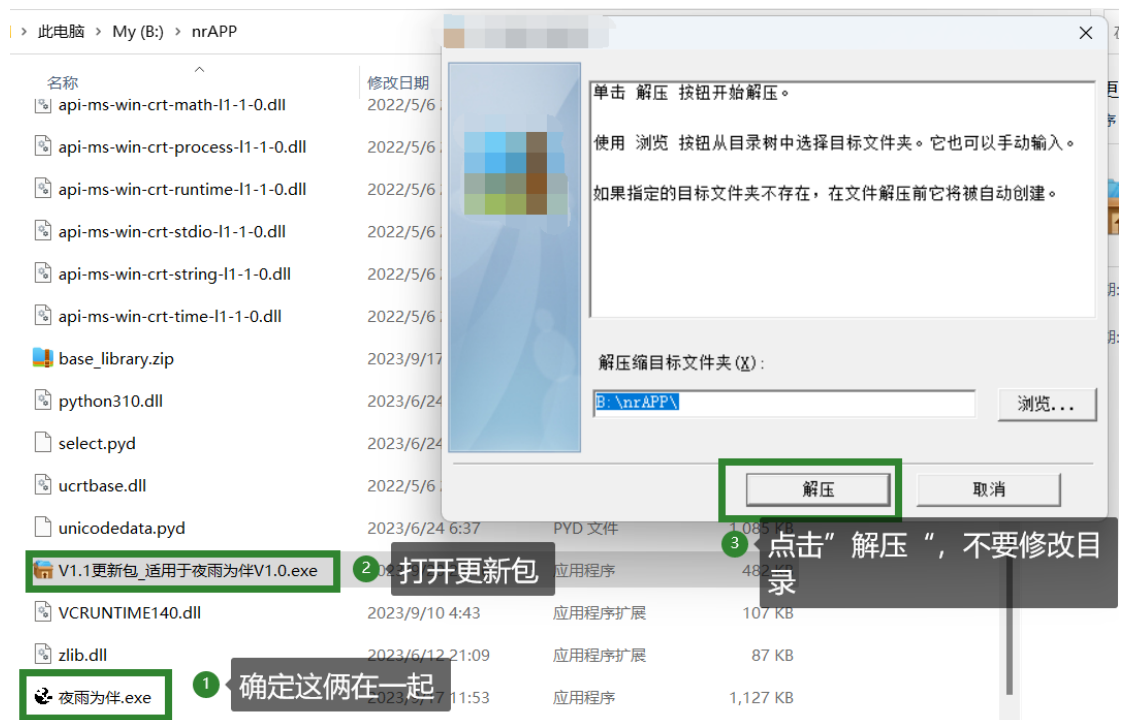 此电脑 > My (B:) > nrAPP
名称 修改日期
api-ms-win-crt-math-l1-1-0.dll 2022/5/6
api-ms-win-crt-process-l1-1-0.dll 2022/5/6
api-ms-win-crt-runtime-l1-1-0.dll 2022/5/6
api-ms-win-crt-stdio-l1-1-0.dll 2022/5/6
api-ms-win-crt-string-l1-1-0.dll 2022/5/6
api-ms-win-crt-time-l1-1-0.dll 2022/5/6
base_library.zip 2023/9/17
python310.dll 2023/6/24
select.pyd 2023/6/24
ucrtbase.dll 2022/5/6
unicodedata.pyd 2023/6/24 6:37 PYD 文件 1,085 KB
V1.1更新包_适用于夜雨为伴V1.0.exe 应用程序 482
VCRUNTIME140.dll 2023/9/10 4:43 应用程序扩展 107 KB
zlib.dll 2023/6/12 21:09 应用程序扩展 87 KB
夜雨为伴.exe 11:53 应用程序 1,127 KB
单击 解压 按钮开始解压。
使用 浏览 按钮从目录树中选择目标文件夹。它也可以手动输入。
如果指定的目标文件夹不存在，在文件解压前它将被自动创建。
解压缩目标文件夹(X):
B:\nrAPP\
浏览...
解压
取消
1 确定这俩在一起
2 打开更新包
3 点击”解压“，不要修改目
录